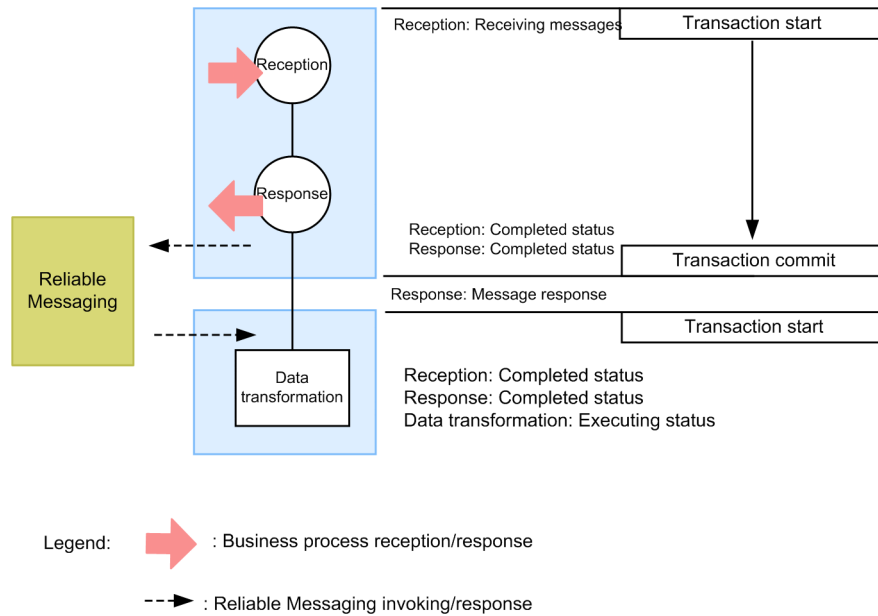 Reception: Receiving messages
Transaction start
Reception
Response
Reception: Completed status
Response: Completed status
Transaction commit
Reliable
Messaging
Response: Message response
Transaction start
Data
transformation
Reception: Completed status
Response: Completed status
Data transformation: Executing status
Legend:
: Business process reception/response
: Reliable Messaging invoking/response